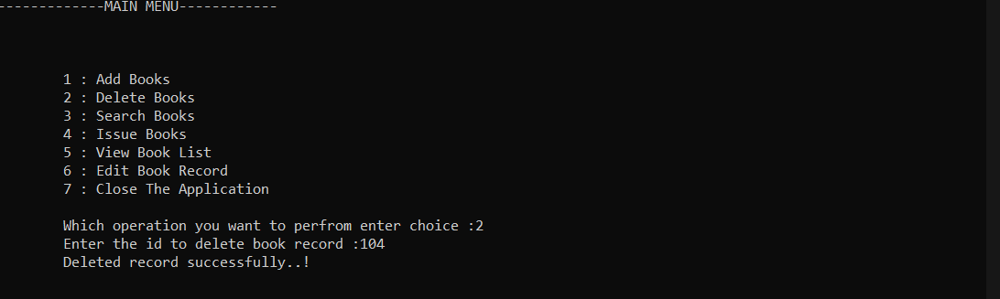 -------------MAIN MENU------------
1 : Add Books
2 : Delete Books
3 : Search Books
4 : Issue Books
5 : View Book List
6 : Edit Book Record
7 : Close The Application
Which operation you want to perfrom enter choice :2
Enter the id to delete book record :104
Deleted record successfully..!